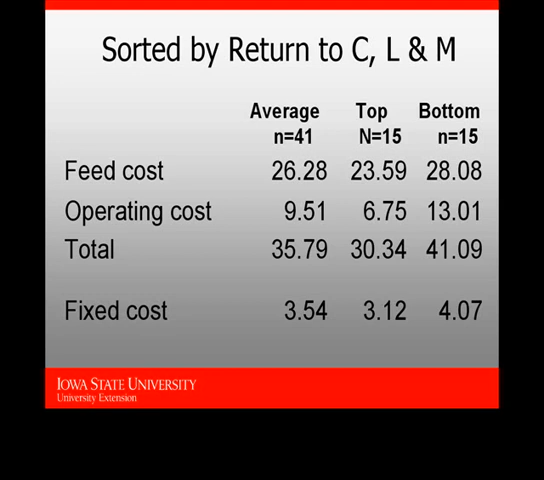 Sorted by Return to C, L & M
Average Top Bottom
n=41 N=15 n=15
Feed cost 26.28 23.59 28.08
Operating cost 9.51 6.75 13.01
Total 35.79 30.34 41.09
Fixed cost 3.54 3.12 4.07
IOWA STATE UNIVERSITY
University Extension